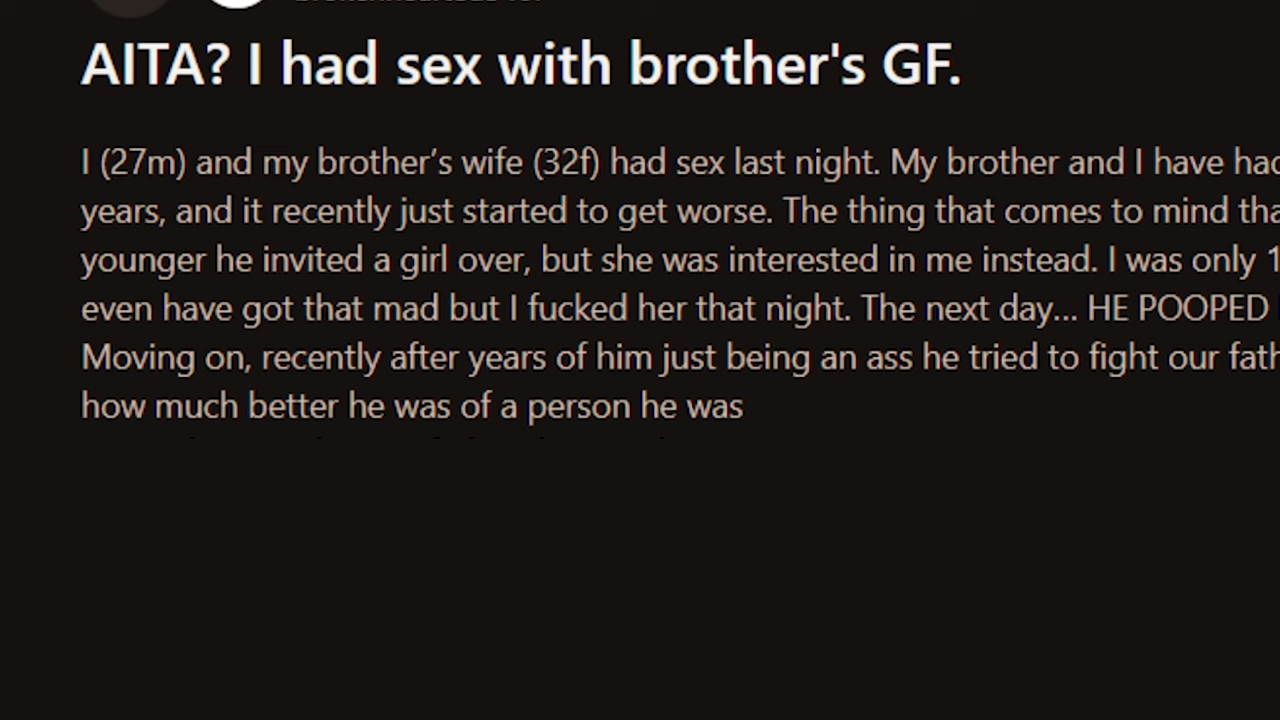 AITA? I had sex with brother's GF.
I (27m) and my brother’s wife (32f) had sex last night. My brother and I have
years, and it recently just started to get worse. The thing that comes to mind
younger he invited a girl over, but she was interested in me instead. I was only
even have got that mad but I fucked her that night. The next day... HE POOPED
Moving on, recently after years of him just being an ass he tried to fight our
how much better he was of a person he was